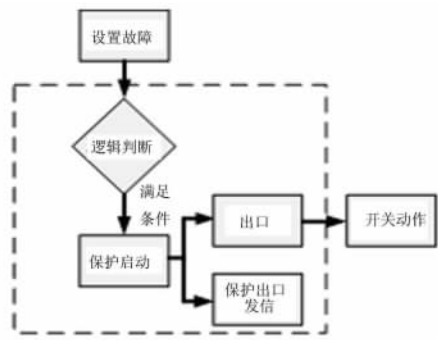 设置故障
逻辑判断
满足
条件
保护启动
出口
开关动作
保护出口
发信